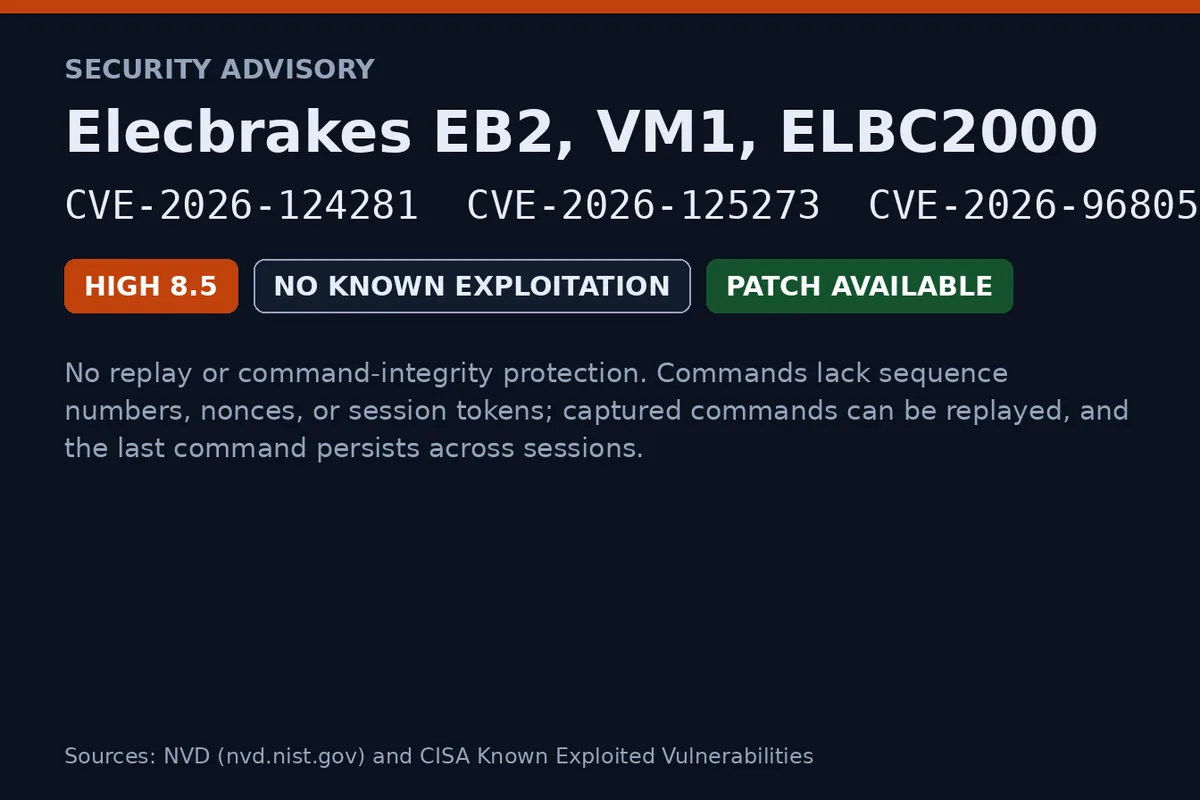 SECURITY ADVISORY
Elecbrakes EB2, VM1, ELBC2000
CVE-2026-124281 CVE-2026-125273 CVE-2026-96805
HIGH 8.5 NO KNOWN EXPLOITATION PATCH AVAILABLE
No replay or command-integrity protection. Commands lack sequence
numbers, nonces, or session tokens; captured commands can be replayed, and
the last command persists across sessions.
Sources: NVD (nvd.nist.gov) and CISA Known Exploited Vulnerabilities